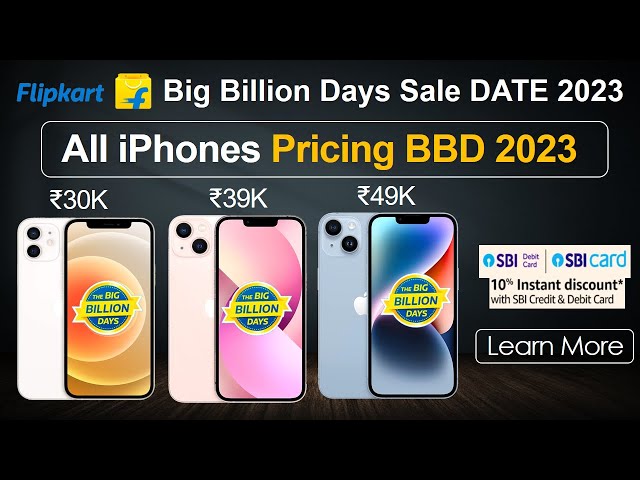 Flipkart Big Billion Days Sale DATE 2023
All iPhones Pricing BBD 2023
₹30K
₹39K
₹49K
THE BIG
BILLION
DAYS
THE BIG
BILLION
DAYS
THE BIG
BILLION
DAYS
SBI Debit Card | SBI card
10% Instant discount*
with SBI Credit & Debit Card
Learn More